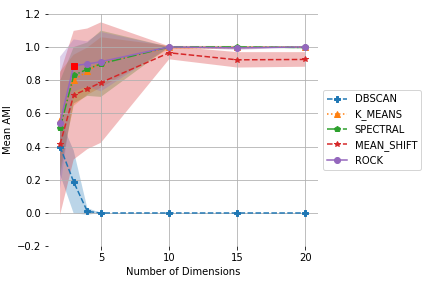 1.2
1.0
0.8
0.6
0.4
0.2
0.0
−0.2
Mean AMI
5
10
15
20
Number of Dimensions
DBSCAN
K_MEANS
SPECTRAL
MEAN_SHIFT
ROCK